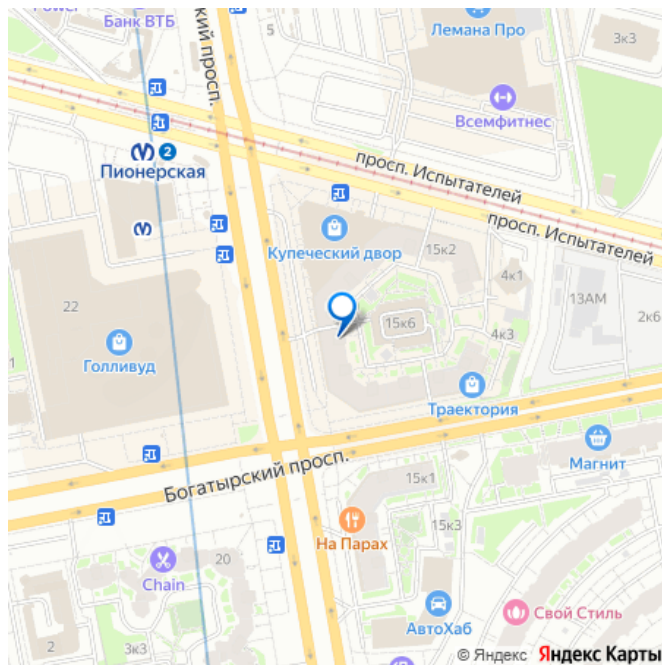 Банк ВТБ
5
Лемана Про
3к3
ский просп.
Всемфитнес
2
Пионерская
просп. Испытателей
просп. Испытателей
Купеческий двор
15к2
4к1
13АМ
2к6
22
15к6
4к3
Голливуд
Траектория
Магнит
Богатырский просп.
15к1
15к3
На Парах
20
Chain
Свой Стиль
АвтоХаб
2
3к3
© Яндекс Яндекс Карты